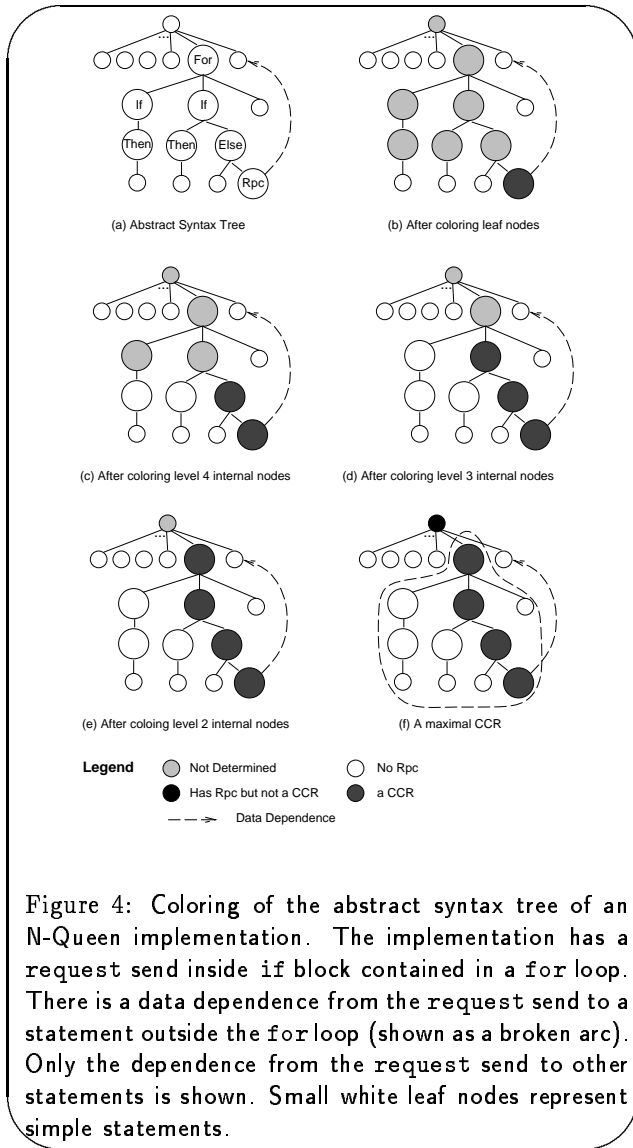 For
If
If
Then
Then
Else
Rpc
(a) Abstract Syntax Tree
(b) After coloring leaf nodes
(c) After coloring level 4 internal nodes
(d) After coloring level 3 internal nodes
(e) After coloing level 2 internal nodes
(f) A maximal CCR
Legend
Not Determined
No Rpc
Has Rpc but not a CCR
a CCR
Data Dependence
Figure 4: Coloring of the abstract syntax tree of an
N-Queen implementation. The implementation has a
request send inside if block contained in a for loop.
There is a data dependence from the request send to a
statement outside the for loop (shown as a broken arc).
Only the dependence from the request send to other
statements is shown. Small white leaf nodes represent
simple statements.